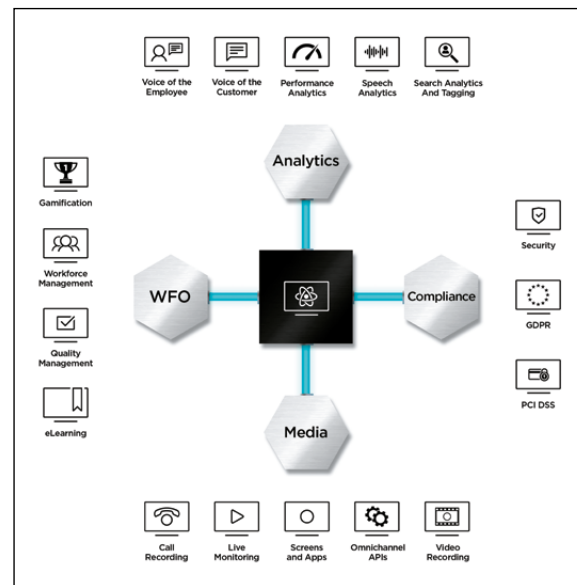 Voice of the
Employee
Voice of the
Customer
Performance
Analytics
Speech
Analytics
Search Analytics
And Tagging
Analytics
1
Gamification
Workforce
Management
Quality
Management
eLearning
WFO
Compliance
Security
GDPR
PCI DSS
Media
Call
Recording
Live
Monitoring
Screens
and Apps
Omnichannel
APIs
Video
Recording